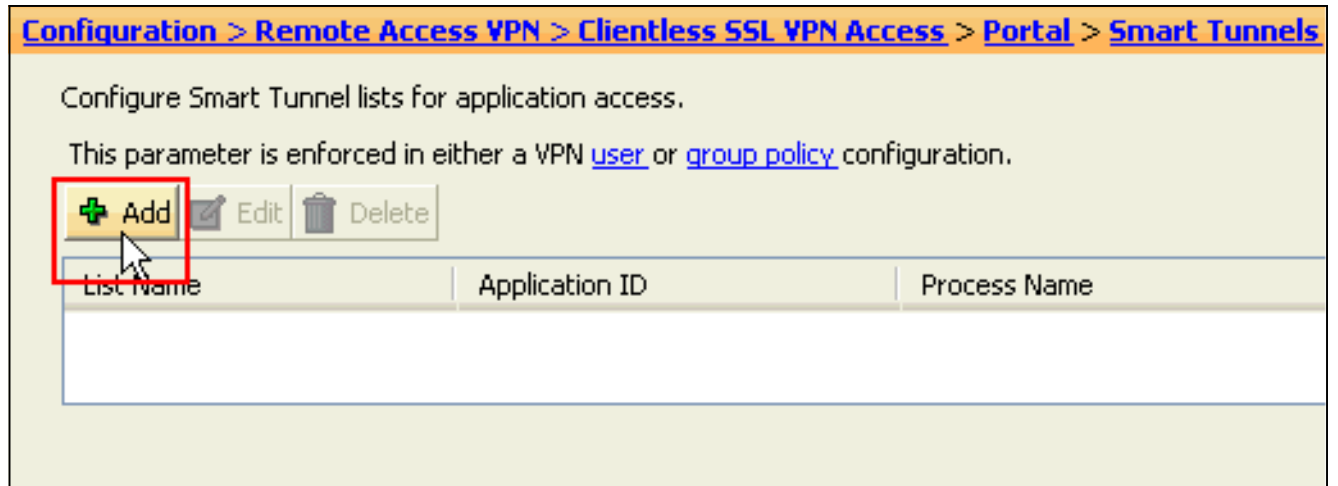 Configuration > Remote Access VPN > Clientless SSL VPN Access > Portal > Smart Tunnels
Configure Smart Tunnel lists for application access.
This parameter is enforced in either a VPN user or group policy configuration.
Add Edit Delete
List Name Application ID Process Name